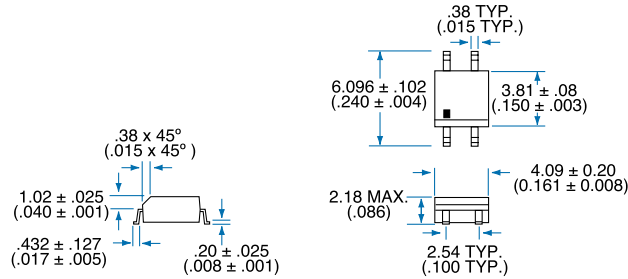 .38 TYP.
(.015 TYP.)
6.096 ± .102
(.240 ± .004)
3.81 ± .08
(.150 ± .003)
.38 x 45º
(.015 x 45º )
1.02 ± .025
(.040 ± .001)
4.09 ± 0.20
(0.161 ± 0.008)
2.18 MAX.
(.086)
.432 ± .127
(.017 ± .005)
.20 ± .025
(.008 ± .001)
2.54 TYP.
(.100 TYP.)